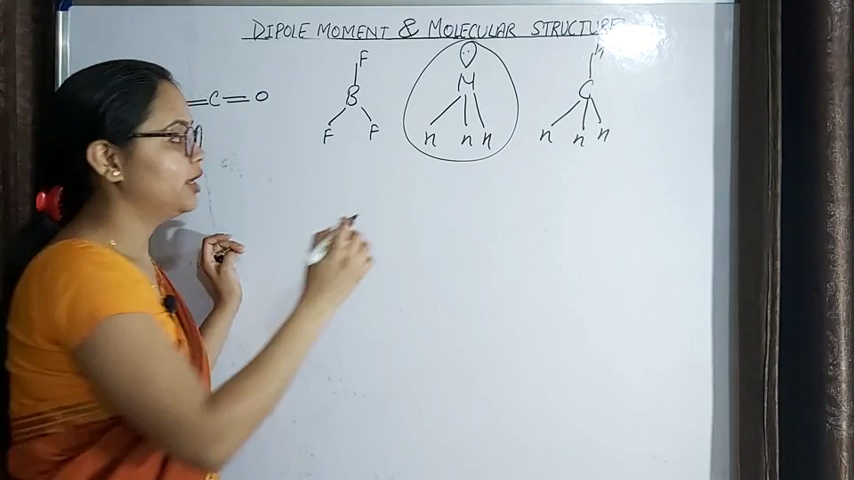 DIPOLE MOMENT & MOLECULAR STRUCTURE
=C=O
F
B
F F
N
H H H
H
C
H H H